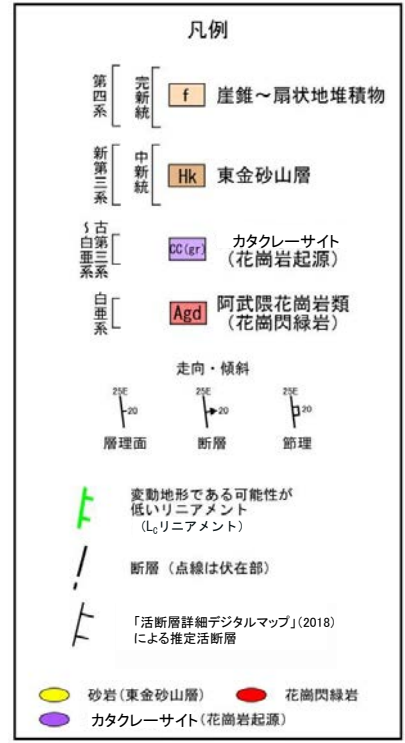 凡例
第四系
完新統
f
崖錐～扇状地堆積物
新第三系
中新統
Hk
東金砂山層
古第三系
～白亜系
CC(gr)
カタクレーサイト
(花崗岩起源)
白亜系
Agd
阿武隈花崗岩類
(花崗閃緑岩)
走向・傾斜
25E 25E 25E
20 20 20
層理面 断層 節理
変動地形である可能性が
低いリニアメント
(LCリニアメント)
断層（点線は伏在部）
「活断層詳細デジタルマップ」(2018)
による推定活断層
砂岩(東金砂山層) 花崗閃緑岩
カタクレーサイト(花崗岩起源)